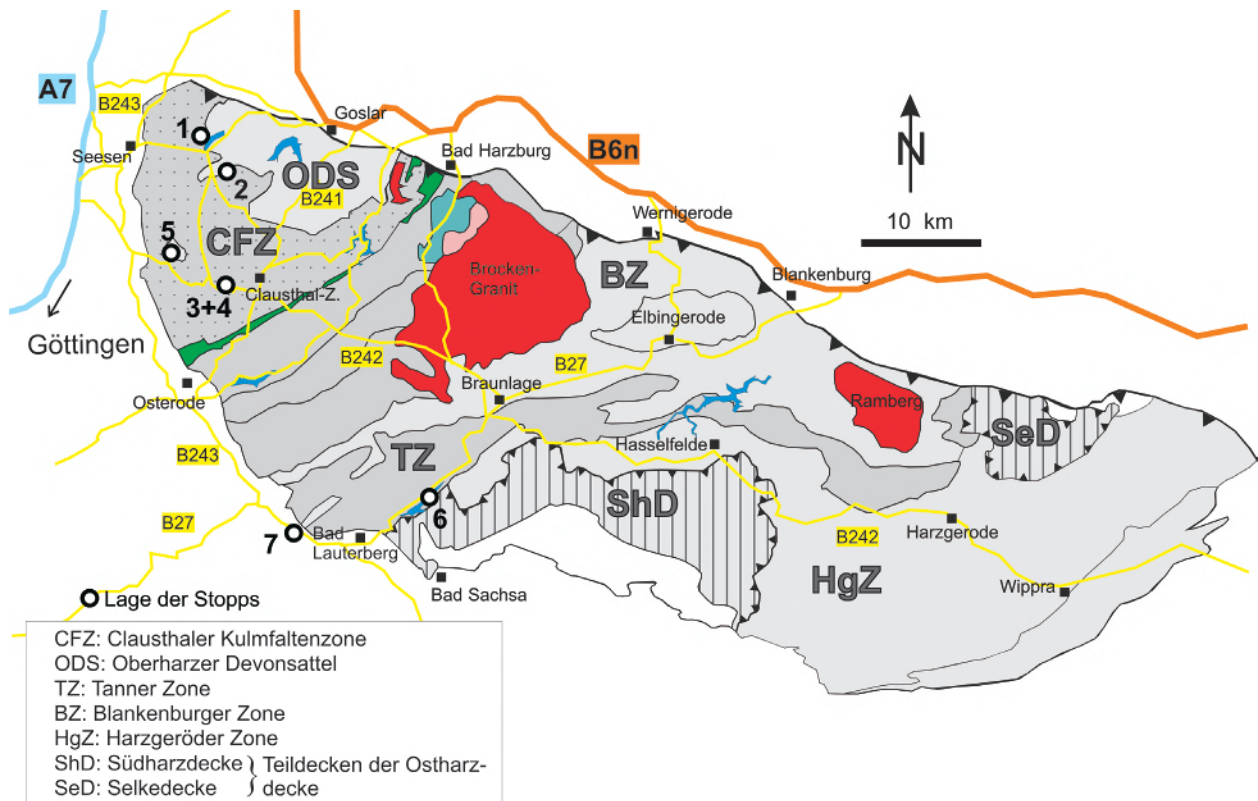 A7
B243
Goslar
N
1
Seesen
Bad Harzburg
B6n
2
ODS
B241
10 km
Wernigerode
5
CFZ
Brocken-
Granit
BZ
Blankenburg
3+4
Clausthal-Z.
Göttingen
Elbingerode
B242
B27
Osterode
Braunlage
Ramberg
SeD
B243
TZ
Hasselfelde
ShD
6
B27
7
Bad
Lauterberg
B242
Harzgerode
HgZ
Bad Sachsa
Wippra
Lage der Stopps
CFZ: Clausthaler Kulmfaltenzone
ODS: Oberharzer Devonsattel
TZ: Tanner Zone
BZ: Blankenburger Zone
HgZ: Harzgeröder Zone
ShD: Südharzdecke } Teildecken der Ostharz-
SeD: Selkedecke decke